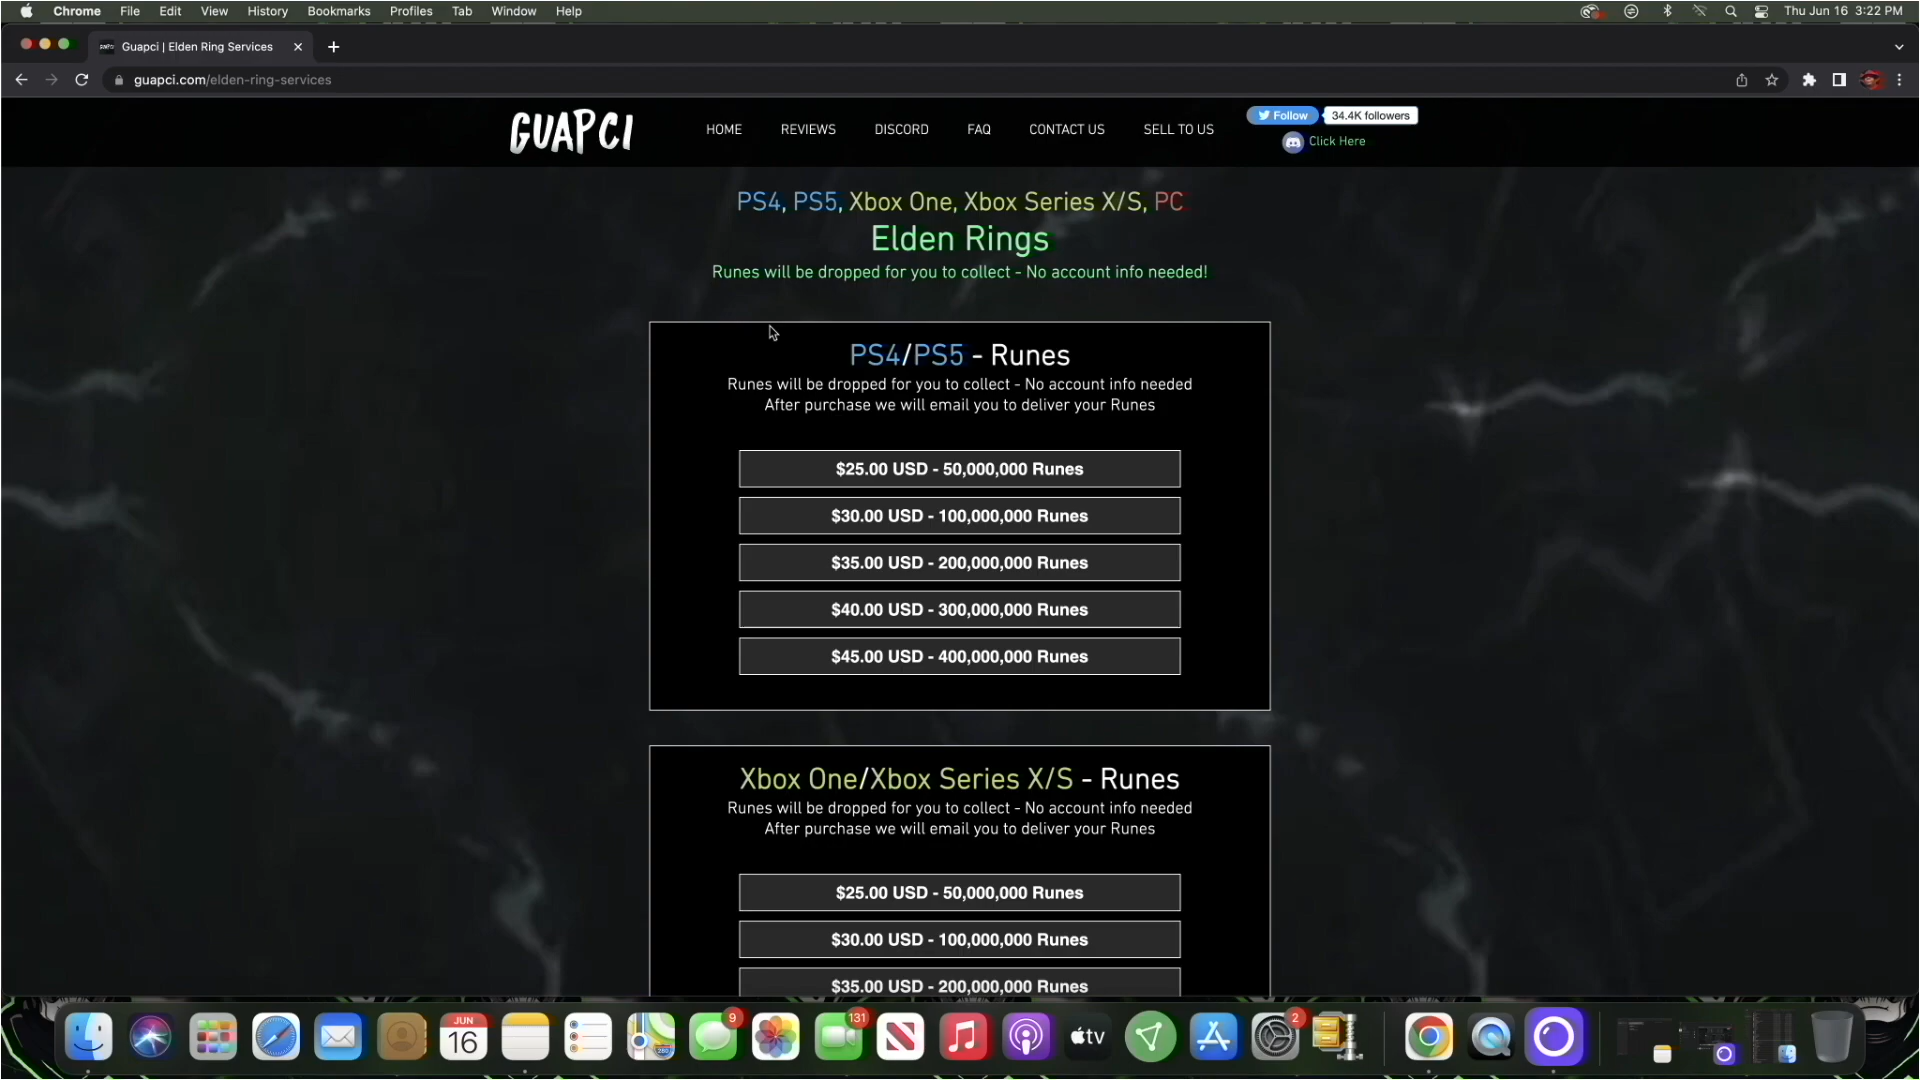 Chrome File Edit View History Bookmarks Profiles Tab Window Help Thu Jun 16 3:22 PM
Guapci | Elden Ring Services
guapci.com/elden-ring-services
GUAPCI HOME REVIEWS DISCORD FAQ CONTACT US SELL TO US
Follow 34.4K followers
Click Here
PS4, PS5, Xbox One, Xbox Series X/S, PC
Elden Rings
Runes will be dropped for you to collect - No account info needed!
PS4/PS5 - Runes
Runes will be dropped for you to collect - No account info needed
After purchase we will email you to deliver your Runes
$25.00 USD - 50,000,000 Runes
$30.00 USD - 100,000,000 Runes
$35.00 USD - 200,000,000 Runes
$40.00 USD - 300,000,000 Runes
$45.00 USD - 400,000,000 Runes
Xbox One/Xbox Series X/S - Runes
Runes will be dropped for you to collect - No account info needed
After purchase we will email you to deliver your Runes
$25.00 USD - 50,000,000 Runes
$30.00 USD - 100,000,000 Runes
$35.00 USD - 200,000,000 Runes
9 131 2
JUN
16
280
tv